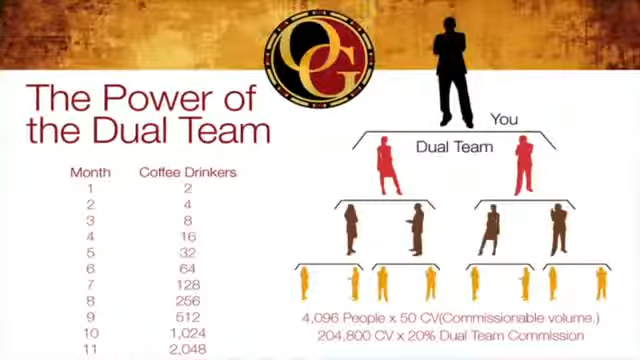 OG
The Power of
the Dual Team
Month Coffee Drinkers
1 2
2 4
3 8
4 16
5 32
6 64
7 128
8 256
9 512
10 1,024
11 2,048
You
Dual Team
4,096 People x 50 CV(Commissionable volume.)
204,800 CV x 20% Dual Team Commission